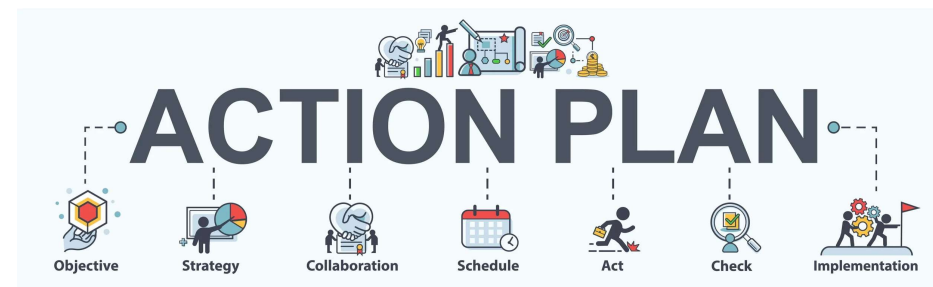 ACTION PLAN
Objective
Strategy
Collaboration
Schedule
Act
Check
Implementation